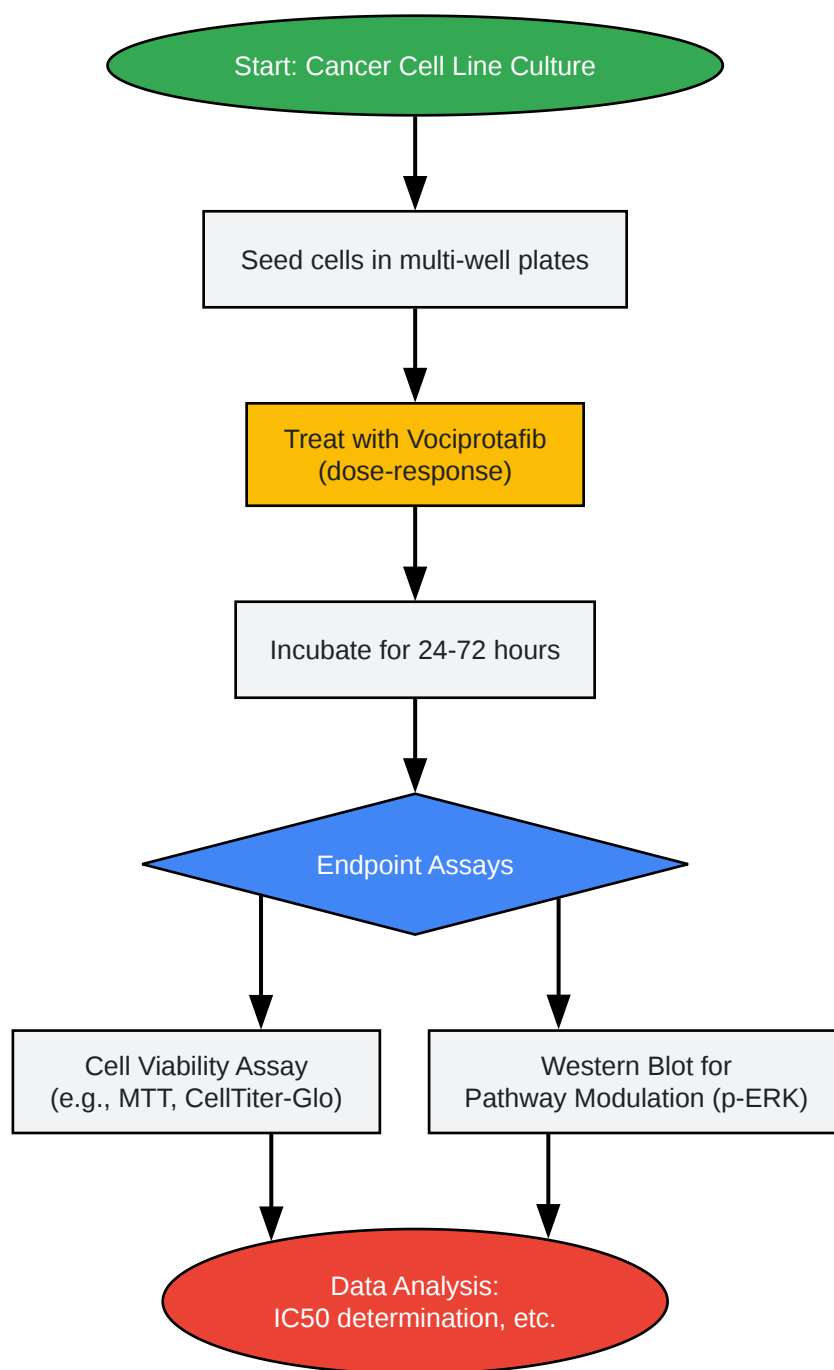 Start: Cancer Cell Line Culture
Seed cells in multi-well plates
Treat with Vociprotafib
(dose-response)
Incubate for 24-72 hours
Endpoint Assays
Cell Viability Assay
(e.g., MTT, CellTiter-Glo)
Western Blot for
Pathway Modulation (p-ERK)
Data Analysis:
IC50 determination, etc.